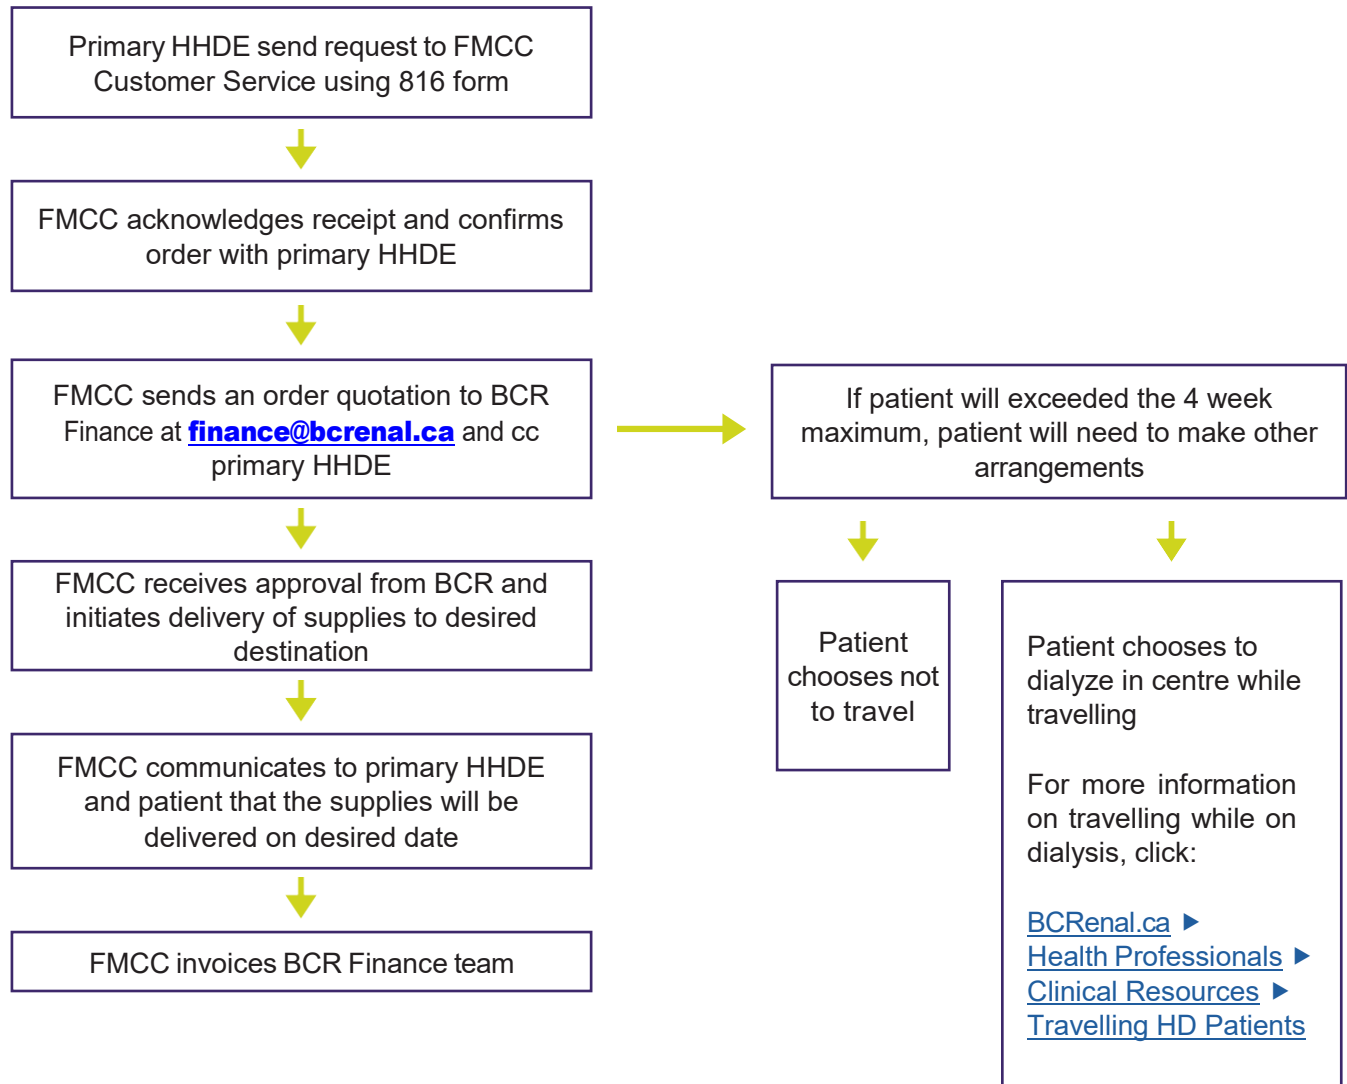 Primary HHDE send request to FMCC
Customer Service using 816 form
FMCC acknowledges receipt and confirms
order with primary HHDE
FMCC sends an order quotation to BCR
Finance at finance@bcrenal.ca and cc
primary HHDE
FMCC receives approval from BCR and
initiates delivery of supplies to desired
destination
FMCC communicates to primary HHDE
and patient that the supplies will be
delivered on desired date
FMCC invoices BCR Finance team
If patient will exceeded the 4 week
maximum, patient will need to make other
arrangements
Patient
chooses not
to travel
Patient chooses to
dialyze in centre while
travelling
For more information
on travelling while on
dialysis, click:
BCRenal.ca ▶
Health Professionals ▶
Clinical Resources ▶
Travelling HD Patients